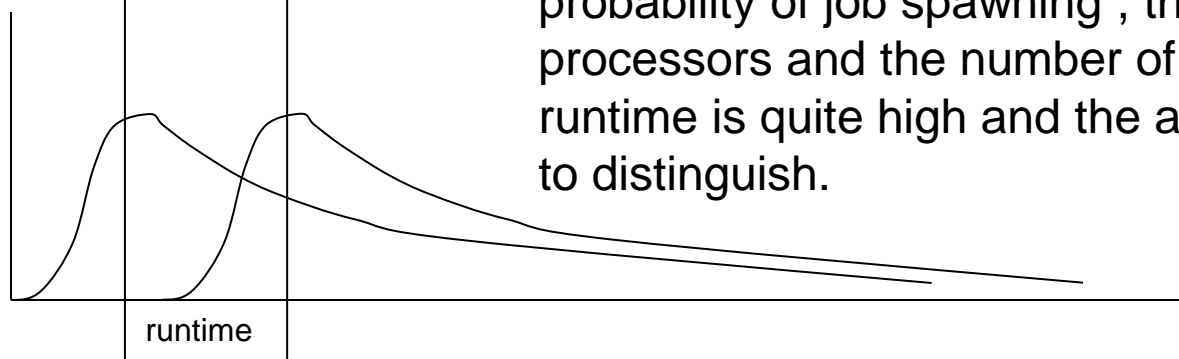 probability of job spawning , th
processors and the number of
runtime is quite high and the a
to distinguish.
runtime